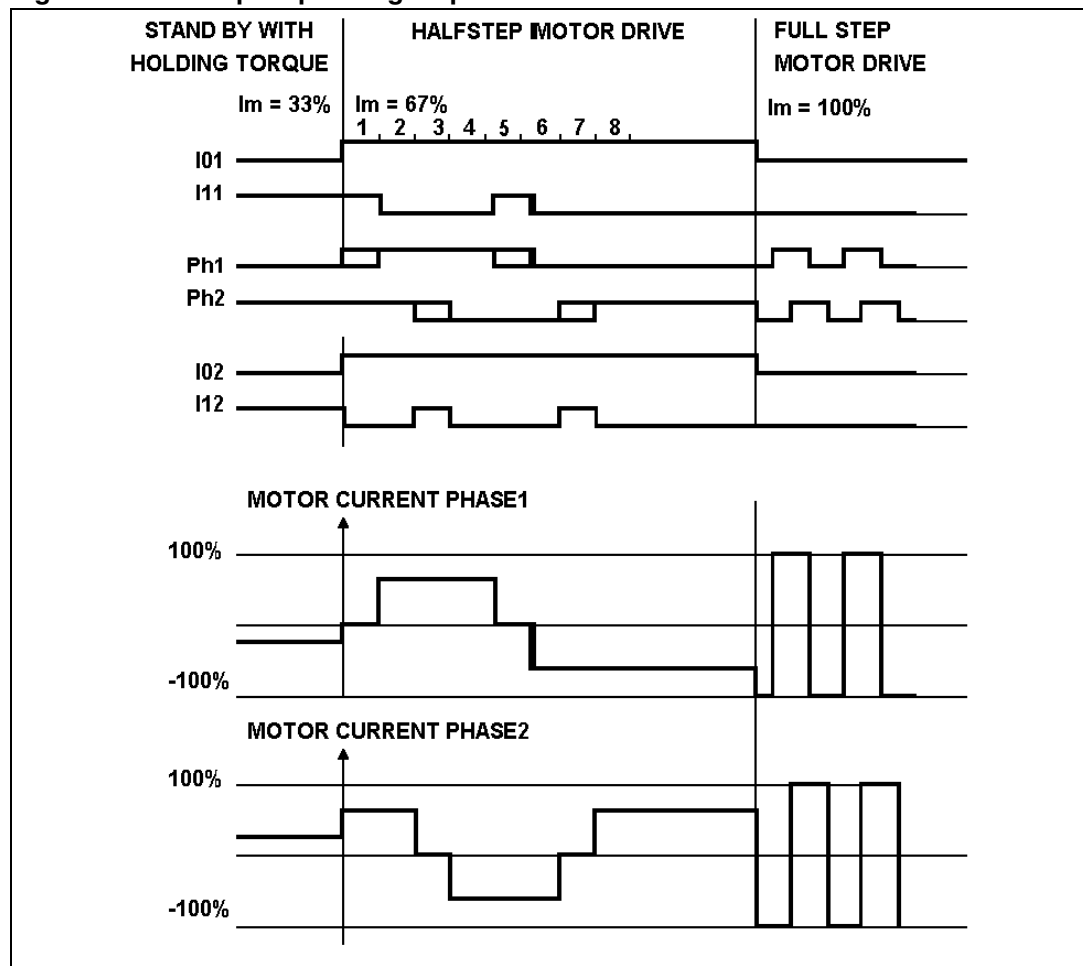 STAND BY WITH HALFSTEP MOTOR DRIVE FULL STEP
HOLDING TORQUE MOTOR DRIVE
Im = 33% Im = 67% Im = 100%
1 2 3 4 5 6 7 8
I01
I11
Ph1
Ph2
I02
I12
MOTOR CURRENT PHASE1
100%
-100%
MOTOR CURRENT PHASE2
100%
-100%